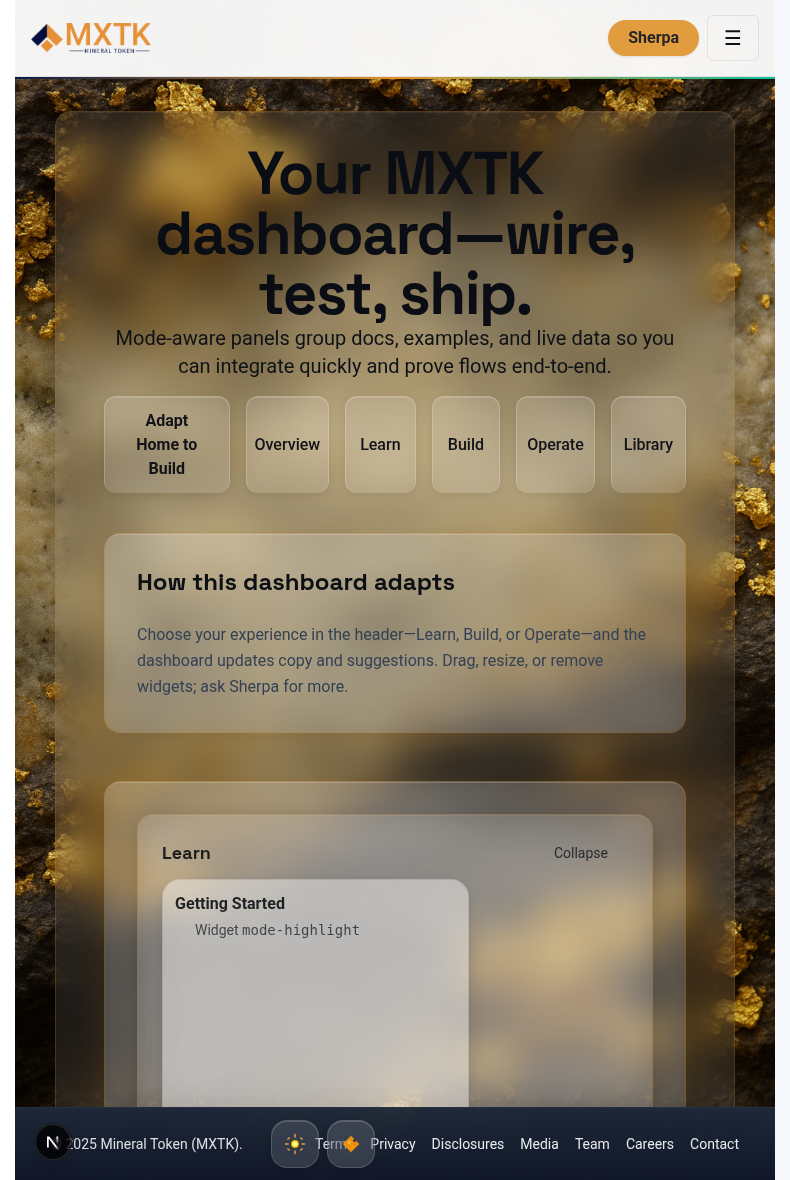 MXTK
MINERAL TOKEN
Sherpa
Your MXTK
dashboard—wire,
test, ship.
Mode-aware panels group docs, examples, and live data so you
can integrate quickly and prove flows end-to-end.
Adapt
Home to
Build
Overview
Learn
Build
Operate
Library
How this dashboard adapts
Choose your experience in the header—Learn, Build, or Operate—and the
dashboard updates copy and suggestions. Drag, resize, or remove
widgets; ask Sherpa for more.
Learn
Collapse
Getting Started
Widget mode-highlight
N
2025 Mineral Token (MXTK).
Terms Privacy Disclosures Media Team Careers Contact